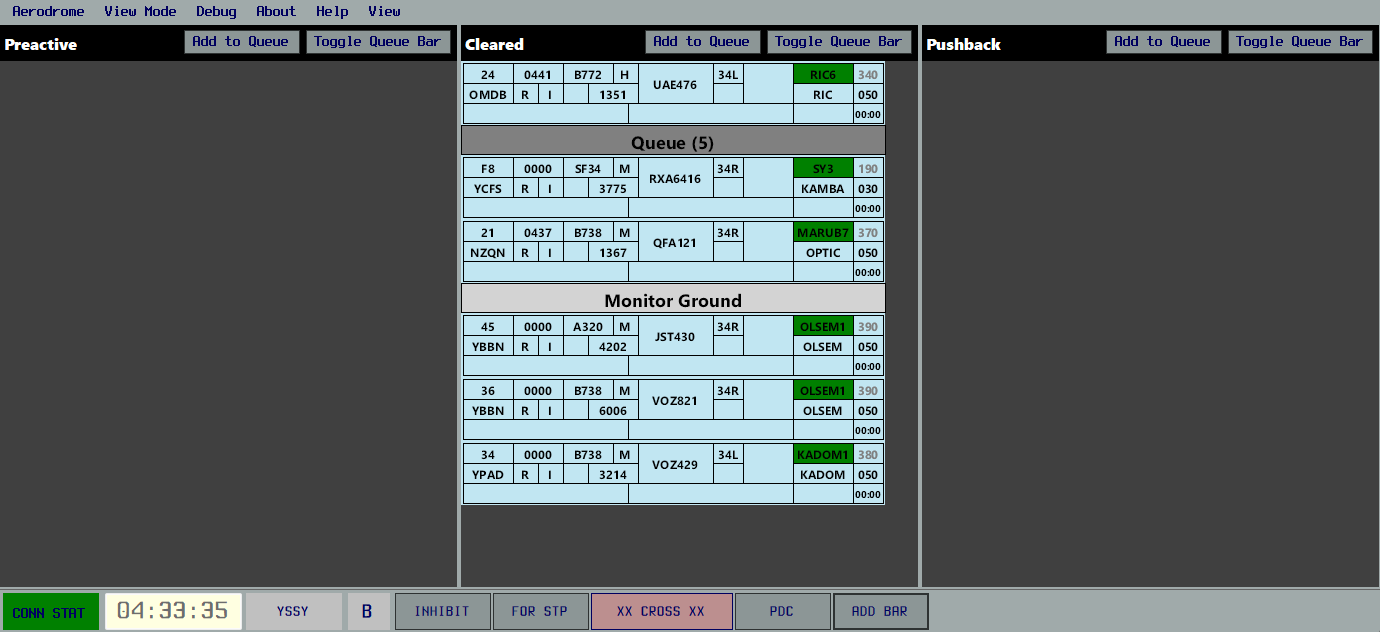 Aerodrome View Mode Debug About Help View
Preactive Add to Queue Toggle Queue Bar
Cleared Add to Queue Toggle Queue Bar
Pushback Add to Queue Toggle Queue Bar
24 0441 B772 H UAE476 34L RIC6 340
OMDB R I 1351 RIC 050
00:00
Queue (5)
F8 0000 SF34 M RXA6416 34R SY3 190
YCFS R I 3775 KAMBA 030
00:00
21 0437 B738 M QFA121 34R MARUB7 370
NZQN R I 1367 OPTIC 050
00:00
Monitor Ground
45 0000 A320 M JST430 34R OLSEM1 390
YBBN R I 4202 OLSEM 050
00:00
36 0000 B738 M VOZ821 34R OLSEM1 390
YBBN R I 6006 OLSEM 050
00:00
34 0000 B738 M VOZ429 34L KADOM1 380
YPAD R I 3214 KADOM 050
00:00
CONN STAT 04:33:35 YSSY B INHIBIT FOR STP XX CROSS XX PDC ADD BAR